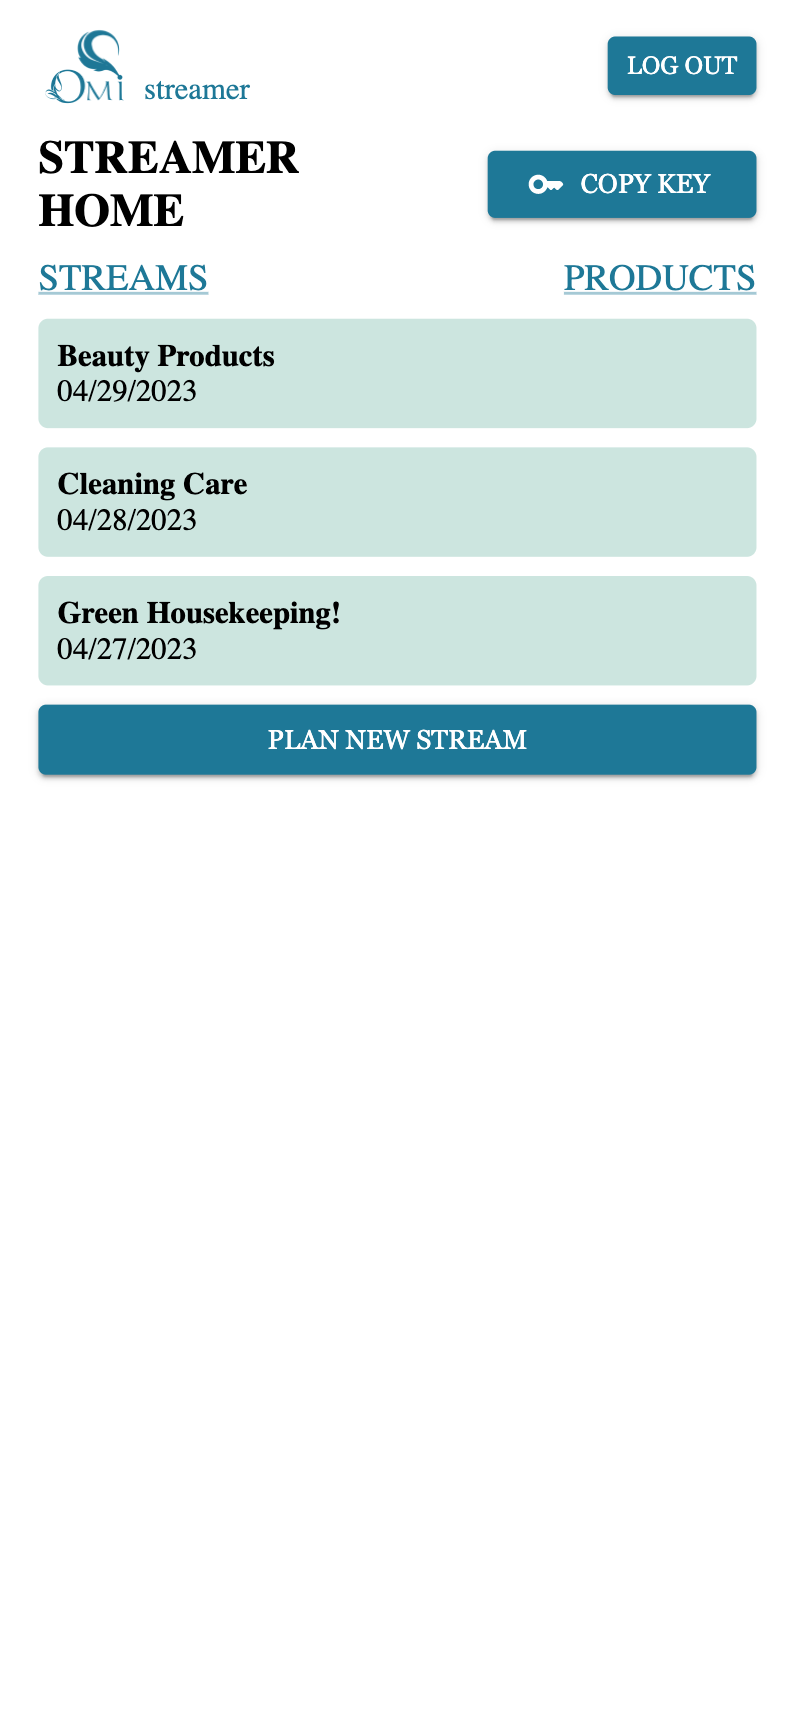 OMi streamer
LOG OUT
STREAMER
HOME
COPY KEY
STREAMS
PRODUCTS
Beauty Products
04/29/2023
Cleaning Care
04/28/2023
Green Housekeeping!
04/27/2023
PLAN NEW STREAM